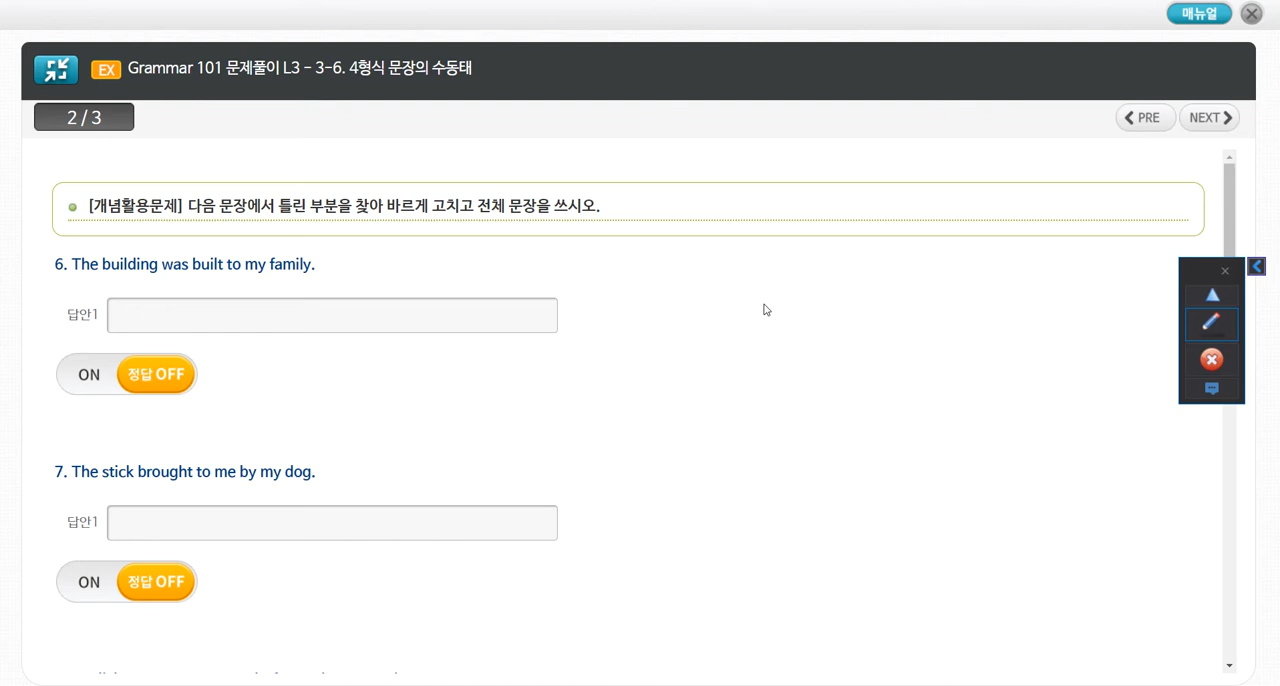 매뉴얼
EX Grammar 101 문제풀이 L3 - 3-6. 4형식 문장의 수동태
2 / 3
PRE
NEXT
[개념활용문제] 다음 문장에서 틀린 부분을 찾아 바르게 고치고 전체 문장을 쓰시오.
6. The building was built to my family.
답안1
ON 정답 OFF
7. The stick brought to me by my dog.
답안1
ON 정답 OFF